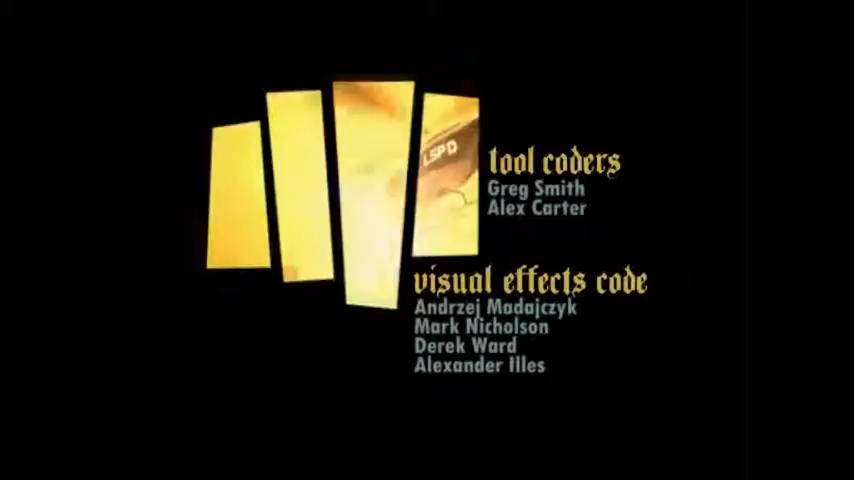 LSPD
tool coders
Greg Smith
Alex Carter
visual effects code
Andrzej Madajczyk
Mark Nicholson
Derek Ward
Alexander Illes